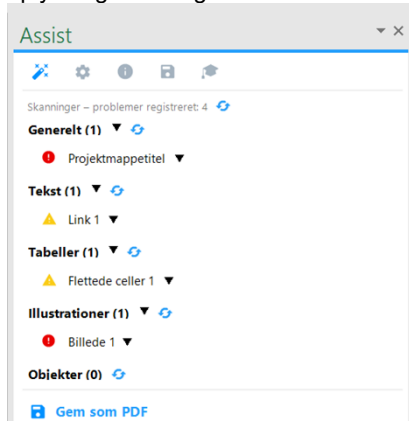 Assist
Skanninger – problemer registreret: 4
Generelt (1)
Projektmappetitel
Tekst (1)
Link 1
Tabeller (1)
Flettede celler 1
Illustrationer (1)
Billede 1
Objekter (0)
Gem som PDF